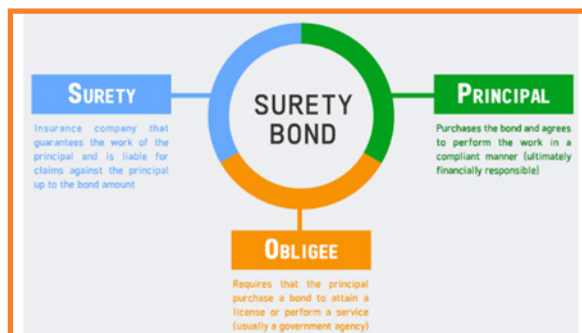 SURETY
BOND
SURETY
Insurance company that
guarantees the work of the
principal and is liable for
claims against the principal
up to the bond amount
PRINCIPAL
Purchases the bond and agrees
to perform the work in a
compliant manner (ultimately
financially responsible)
OBLIGEE
Requires that the principal
purchase a bond to attain a
license or perform a service
(usually a government agency)